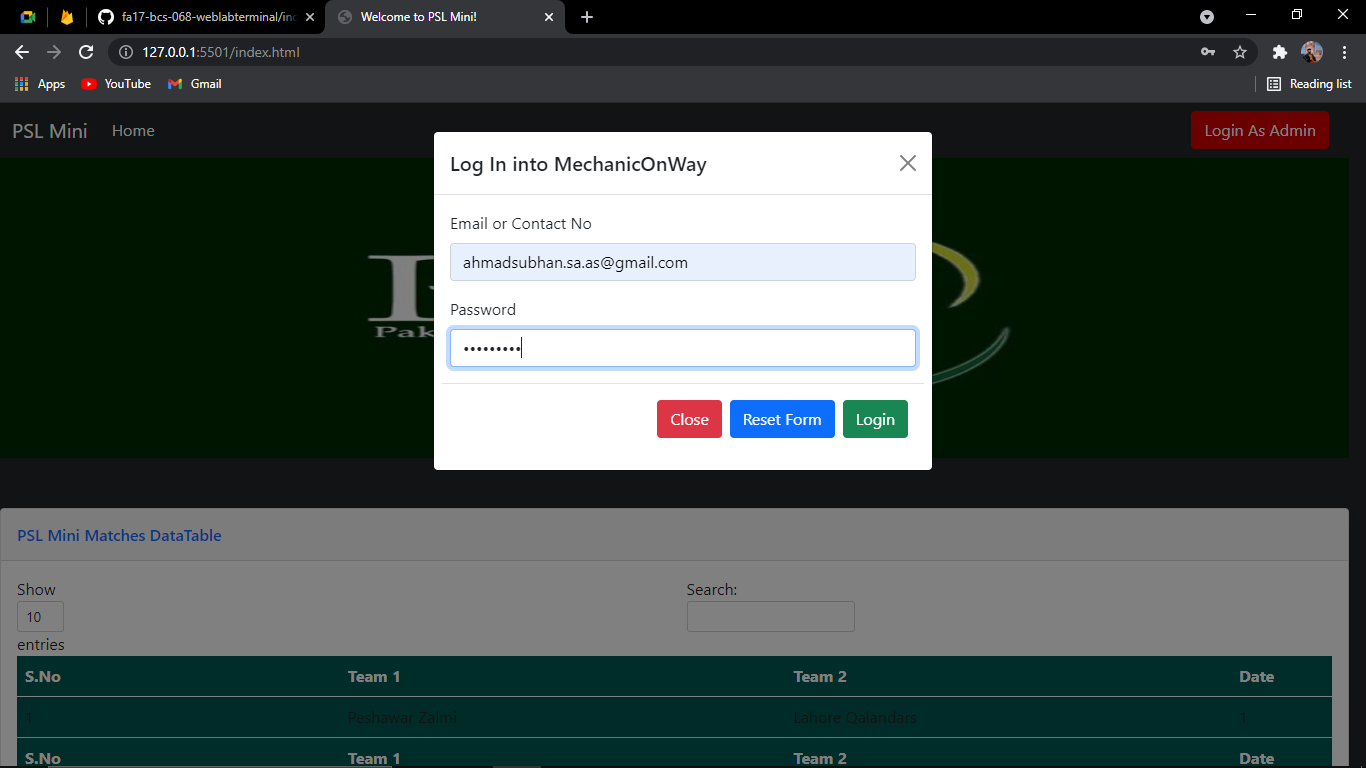 fa17-bcs-068-weblabterminal/in
Welcome to PSL Mini!
127.0.0.1:5501/index.html
Apps YouTube Gmail Reading list
PSL Mini Home Login As Admin
Log In into MechanicOnWay
Email or Contact No
ahmadsubhan.sa.as@gmail.com
Password
•••••••••
Close Reset Form Login
Pak
PSL Mini Matches DataTable
Show
10
entries
Search:
S.No Team 1 Team 2 Date
1 Peshawar Zalmi Lahore Qalandars 1
S.No Team 1 Team 2 Date